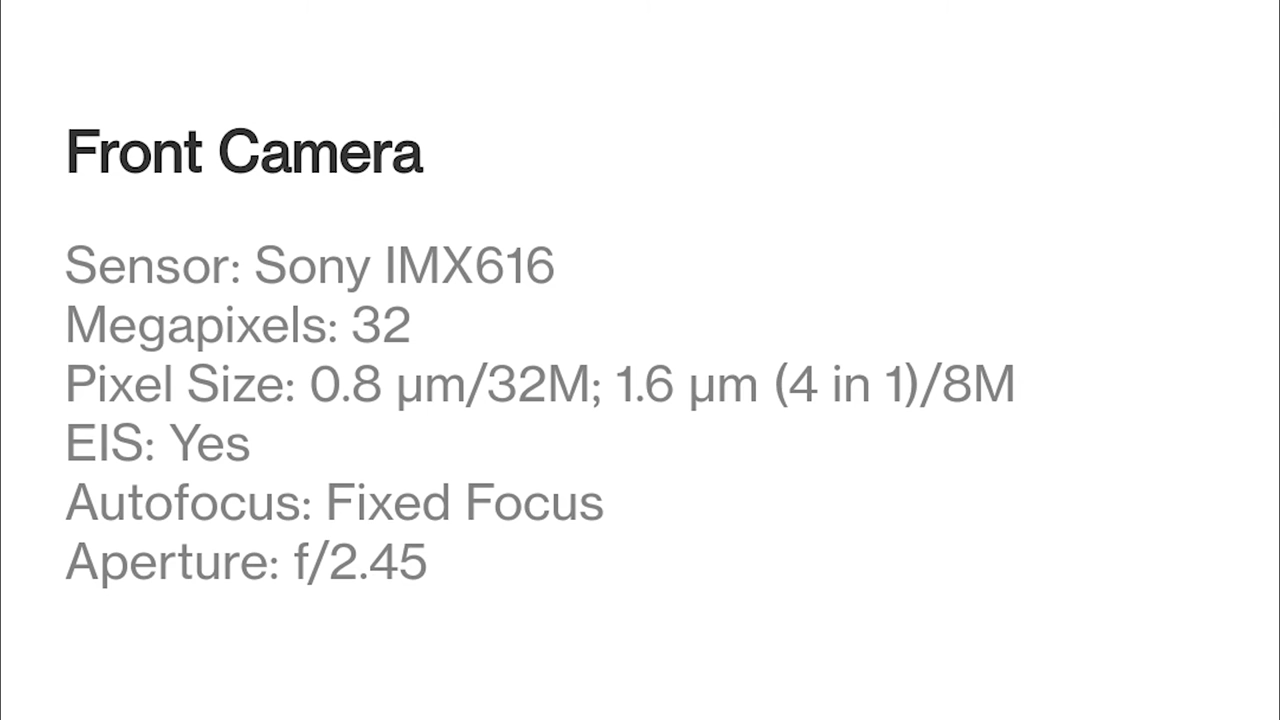 Front Camera
Sensor: Sony IMX616
Megapixels: 32
Pixel Size: 0.8 µm/32M; 1.6 µm (4 in 1)/8M
EIS: Yes
Autofocus: Fixed Focus
Aperture: f/2.45